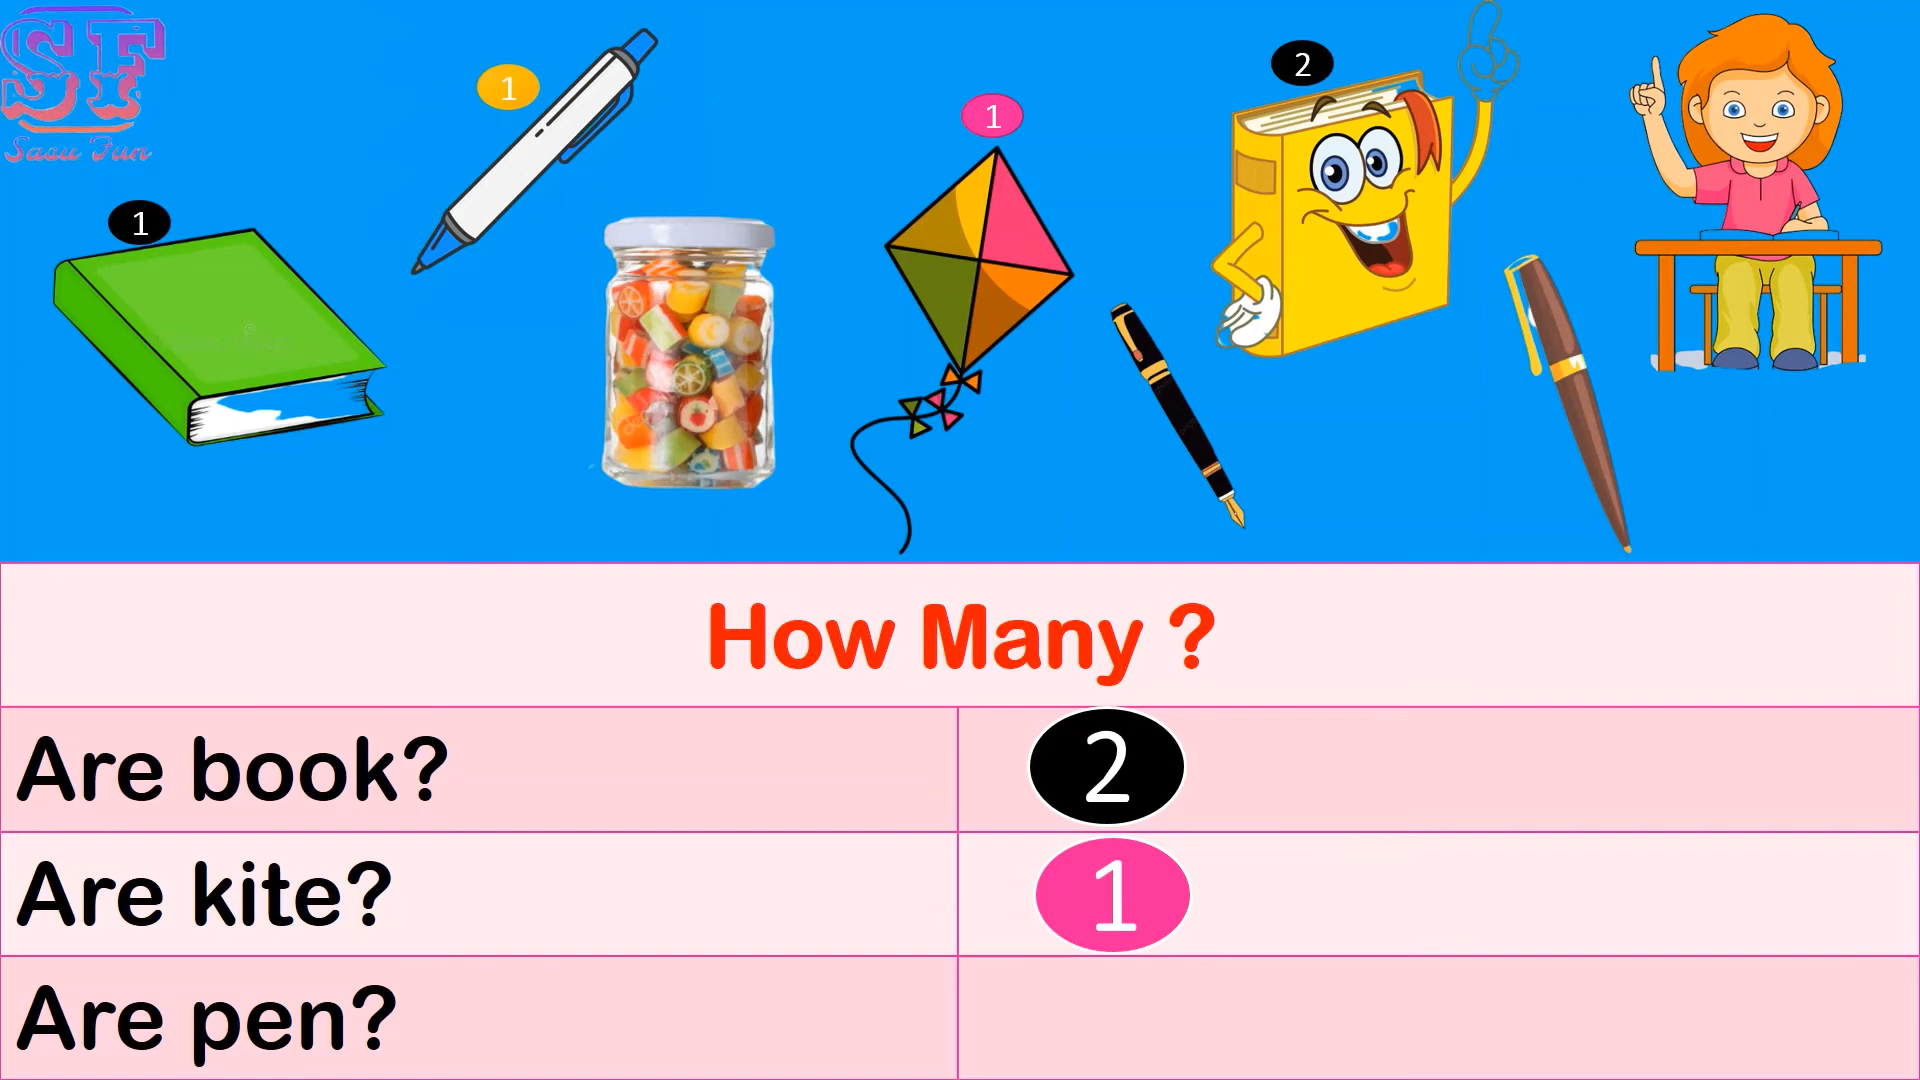 SF
Sasu Fun
1
1
1
2
How Many ?
Are book?
2
Are kite?
1
Are pen?